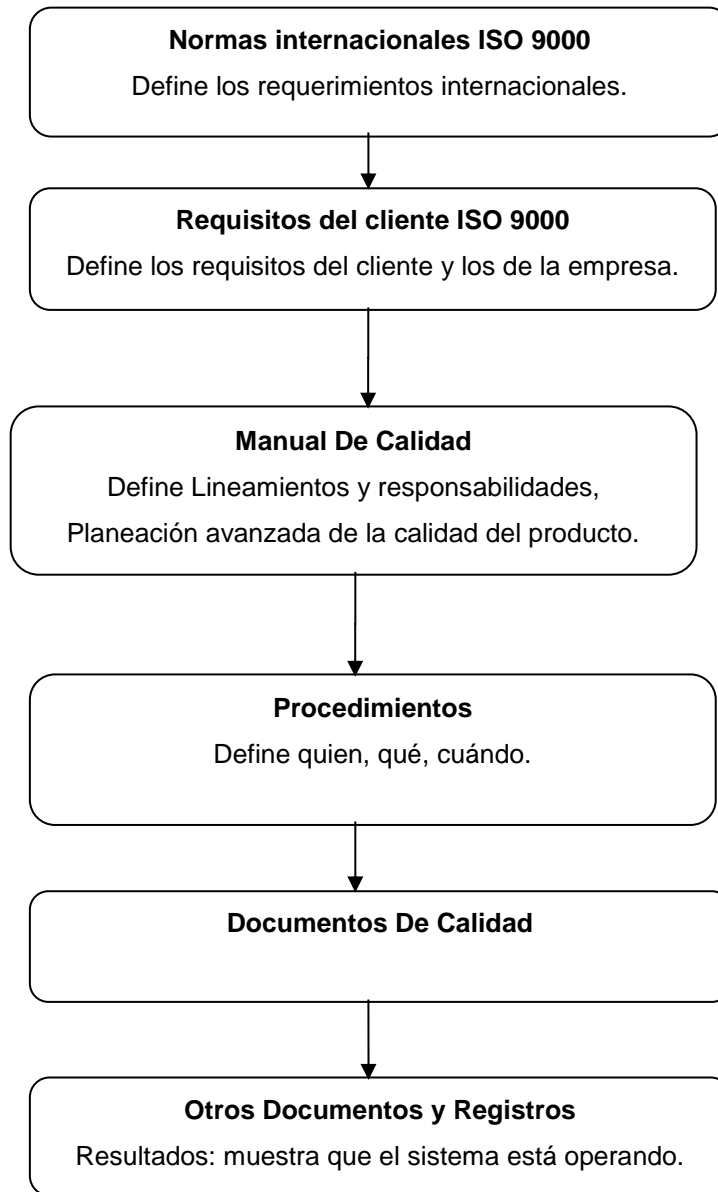 Normas internacionales ISO 9000
Define los requerimientos internacionales.
Requisitos del cliente ISO 9000
Define los requisitos del cliente y los de la empresa.
Manual De Calidad
Define Lineamientos y responsabilidades,
Planeación avanzada de la calidad del producto.
Procedimientos
Define quien, qué, cuándo.
Documentos De Calidad
Otros Documentos y Registros
Resultados: muestra que el sistema está operando.